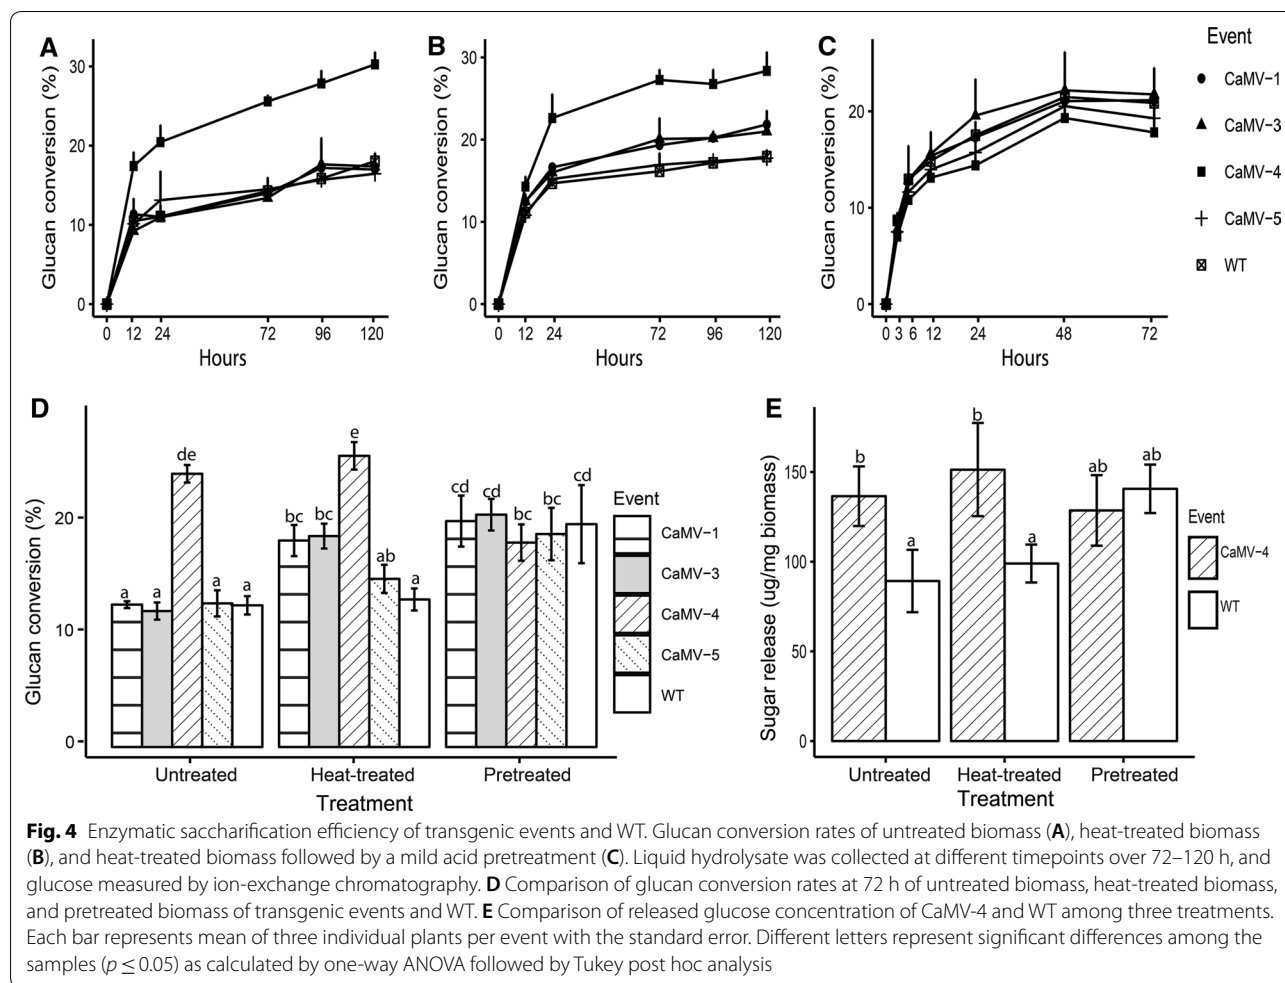 A
Glucan conversion (%)
30
20
10
0
0 12 24 72 96 120
Hours
B
Glucan conversion (%)
30
20
10
0
0 12 24 72 96 120
Hours
C
Glucan conversion (%)
20
10
0
0 3 6 12 24 48 72
Hours
Event
CaMV−1
CaMV−3
CaMV−4
CaMV−5
WT
D
Glucan conversion (%)
20
10
0
a a de a a
bc bc e ab a
cd cd bc bc cd
Untreated Heat-treated Pretreated
Treatment
Event
CaMV−1
CaMV−3
CaMV−4
CaMV−5
WT
E
Sugar release (ug/mg biomass)
150
100
50
0
b a b a ab ab
Untreated Heat-treated Pretreated
Treatment
Event
CaMV-4
WT
Fig. 4 Enzymatic saccharification efficiency of transgenic events and WT. Glucan conversion rates of untreated biomass (A), heat-treated biomass
(B), and heat-treated biomass followed by a mild acid pretreatment (C). Liquid hydrolysate was collected at different timepoints over 72–120 h, and
glucose measured by ion-exchange chromatography. D Comparison of glucan conversion rates at 72 h of untreated biomass, heat-treated biomass,
and pretreated biomass of transgenic events and WT. E Comparison of released glucose concentration of CaMV-4 and WT among three treatments.
Each bar represents mean of three individual plants per event with the standard error. Different letters represent significant differences among the
samples (p ≤ 0.05) as calculated by one-way ANOVA followed by Tukey post hoc analysis